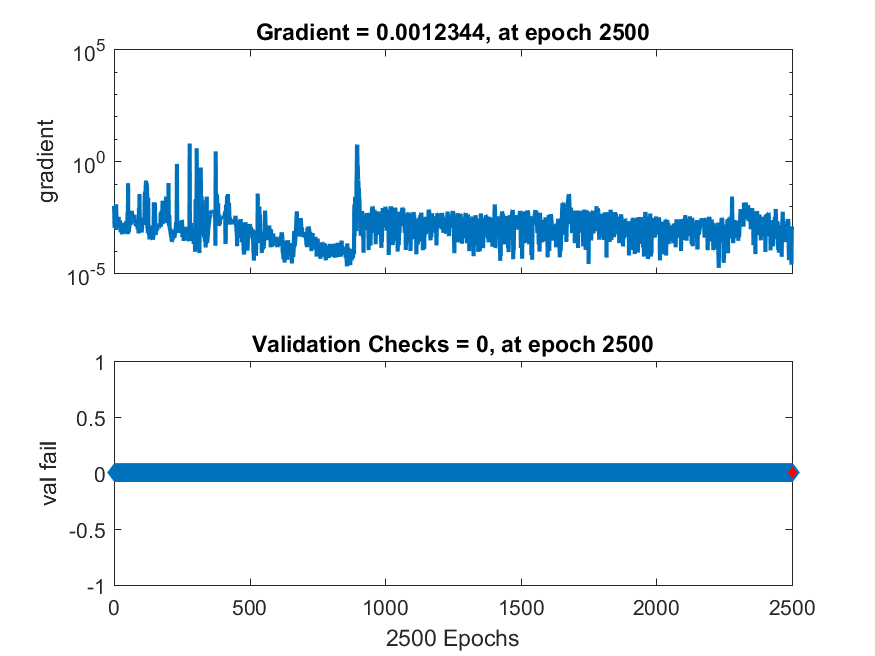 Gradient = 0.0012344, at epoch 2500
10^5
10^0
10^-5
gradient
Validation Checks = 0, at epoch 2500
1
0.5
0
-0.5
-1
val fail
0 500 1000 1500 2000 2500
2500 Epochs